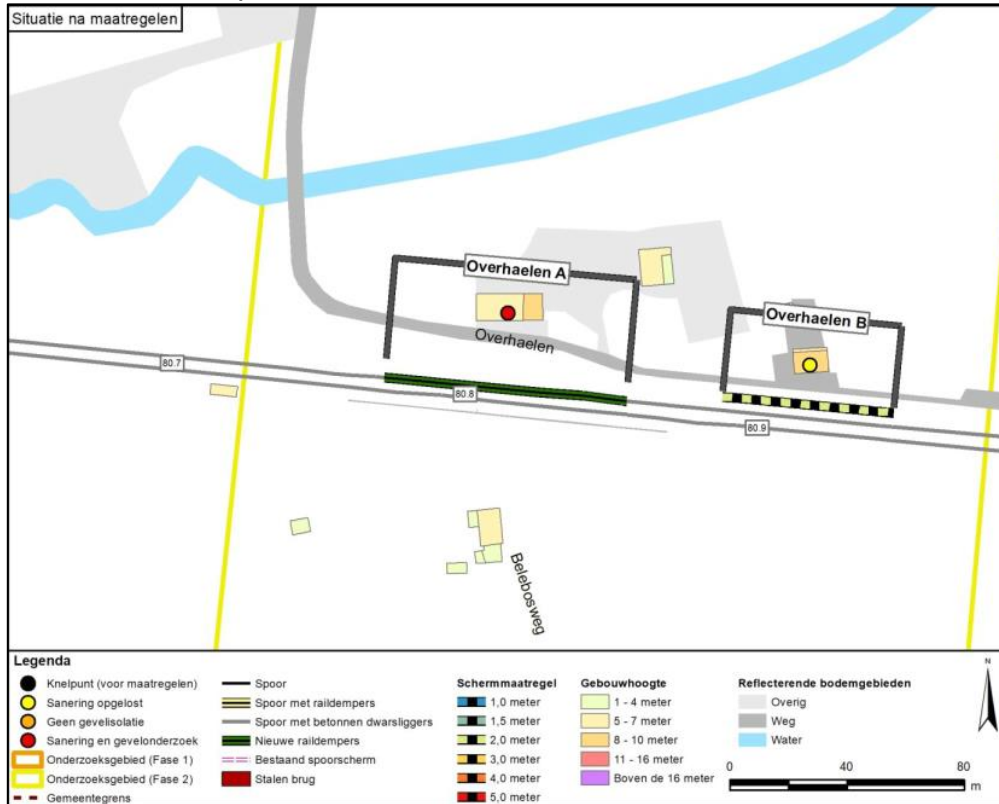 Situatie na maatregelen
Overhaelen A
Overhaelen B
Overhaelen
80.7
80.8
80.9
Belebosweg
Legenda
Knelpunt (voor maatregelen)
Sanering opgelost
Geen gevelisolatie
Sanering en gevelonderzoek
Onderzoeksgebied (Fase 1)
Onderzoeksgebied (Fase 2)
Gemeentegrens
Spoor
Spoor met raildempers
Spoor met betonnen dwarsliggers
Nieuwe raildempers
Bestaand spoorscherm
Stalen brug
Schermmaatregel
1,0 meter
1,5 meter
2,0 meter
3,0 meter
4,0 meter
5,0 meter
Gebouwhoogte
1 - 4 meter
5 - 7 meter
8 - 10 meter
11 - 16 meter
Boven de 16 meter
Reflecterende bodemgebieden
Overig
Weg
Water
N
0 40 80
m